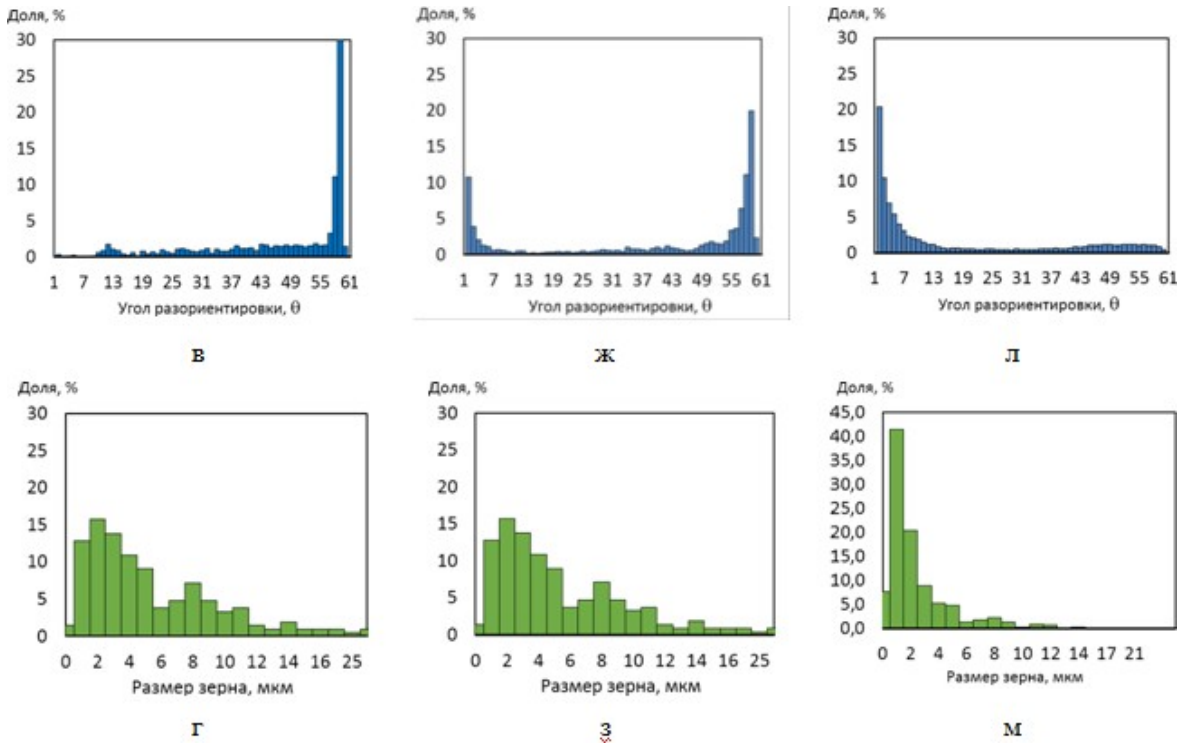 Доля, %
30
25
20
15
10
5
0
1 7 13 19 25 31 37 43 49 55 61
Угол разориентировки, θ
в
Доля, %
30
25
20
15
10
5
0
1 7 13 19 25 31 37 43 49 55 61
Угол разориентировки, θ
ж
Доля, %
30
25
20
15
10
5
0
1 7 13 19 25 31 37 43 49 55 61
Угол разориентировки, θ
л
Доля, %
30
25
20
15
10
5
0
0 2 4 6 8 10 12 14 16 25
Размер зерна, мкм
г
Доля, %
30
25
20
15
10
5
0
0 2 4 6 8 10 12 14 16 25
Размер зерна, мкм
з
Доля, %
45,0
40,0
35,0
30,0
25,0
20,0
15,0
10,0
5,0
0,0
0 2 4 6 8 10 12 14 17 21
Размер зерна, мкм
м